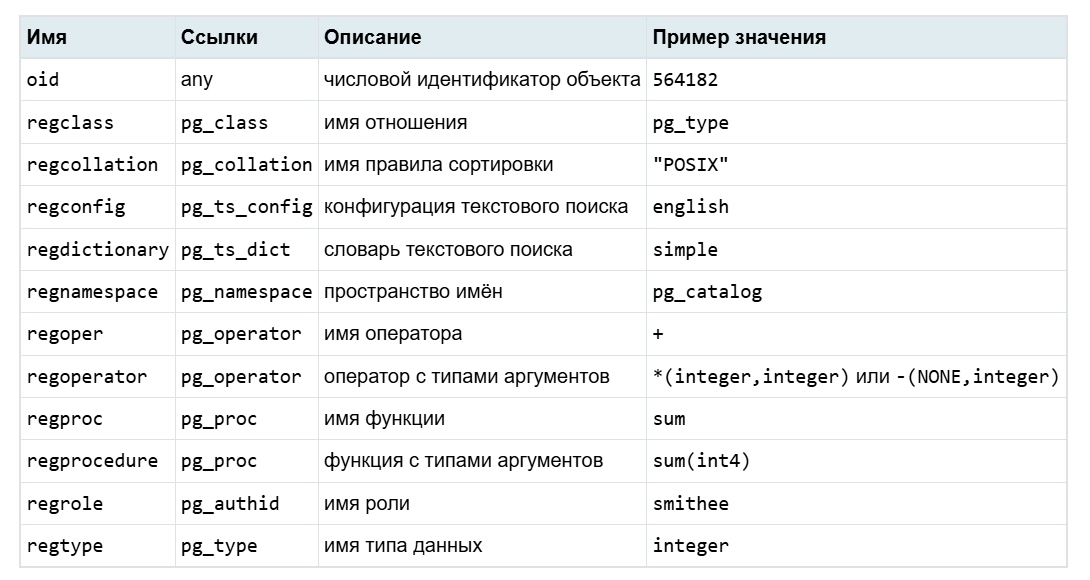 Имя Ссылки Описание Пример значения
oid any числовой идентификатор объекта 564182
regclass pg_class имя отношения pg_type
regcollation pg_collation имя правила сортировки "POSIX"
regconfig pg_ts_config конфигурация текстового поиска english
regdictionary pg_ts_dict словарь текстового поиска simple
regnamespace pg_namespace пространство имён pg_catalog
regoper pg_operator имя оператора +
regoperator pg_operator оператор с типами аргументов *(integer,integer) или -(NONE,integer)
regproc pg_proc имя функции sum
regprocedure pg_proc функция с типами аргументов sum(int4)
regrole pg_authid имя роли smithee
regtype pg_type имя типа данных integer